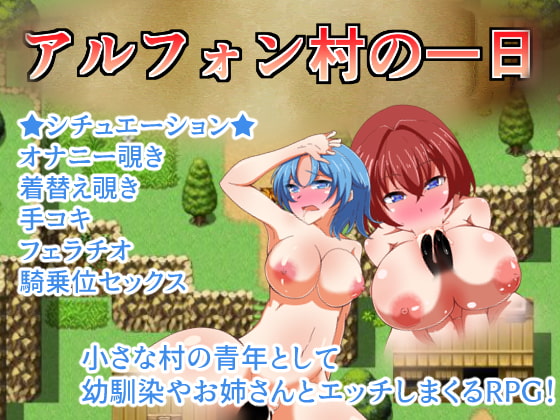 アルフォン村の一日
★シチュエーション★
オナニー覗き
着替え覗き
手コキ
フェラチオ
騎乗位セックス
小さな村の青年として
幼馴染やお姉さんとエッチしまくるRPG!